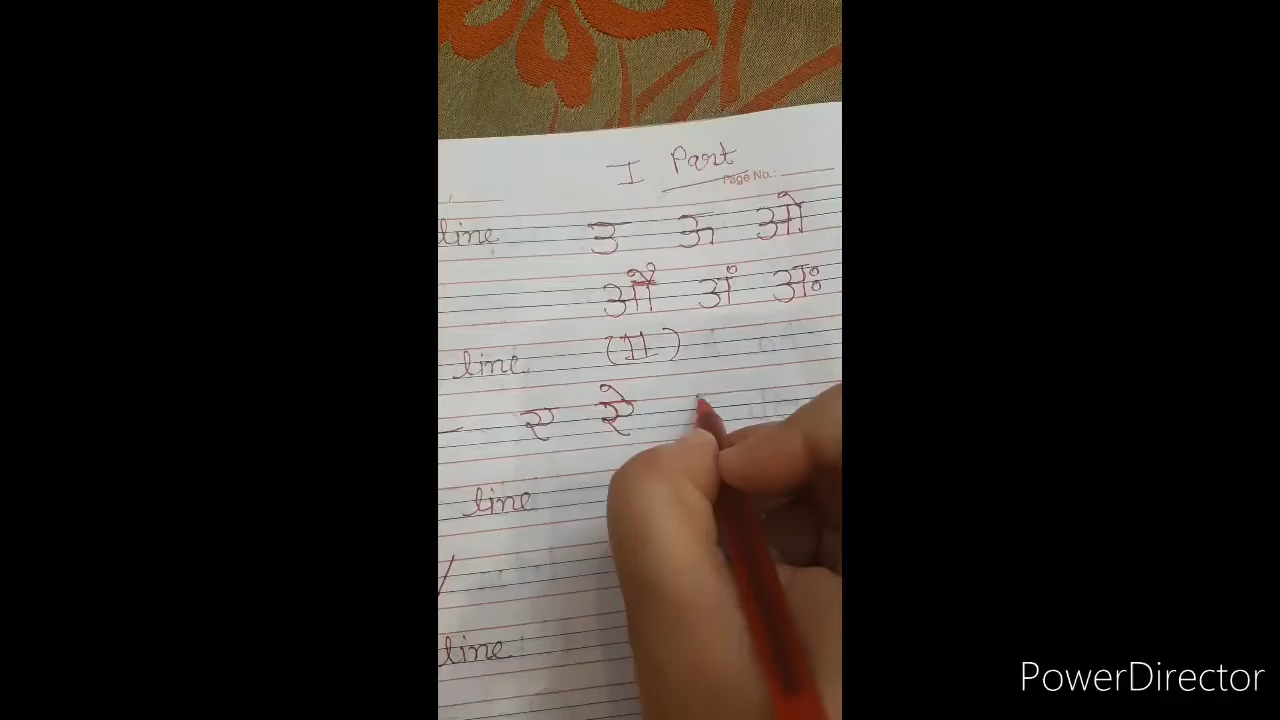 I Part
Page No.:
line उ ऊ ओ
औ अं अः
line (II)
ए ऐ
line
line
PowerDirector